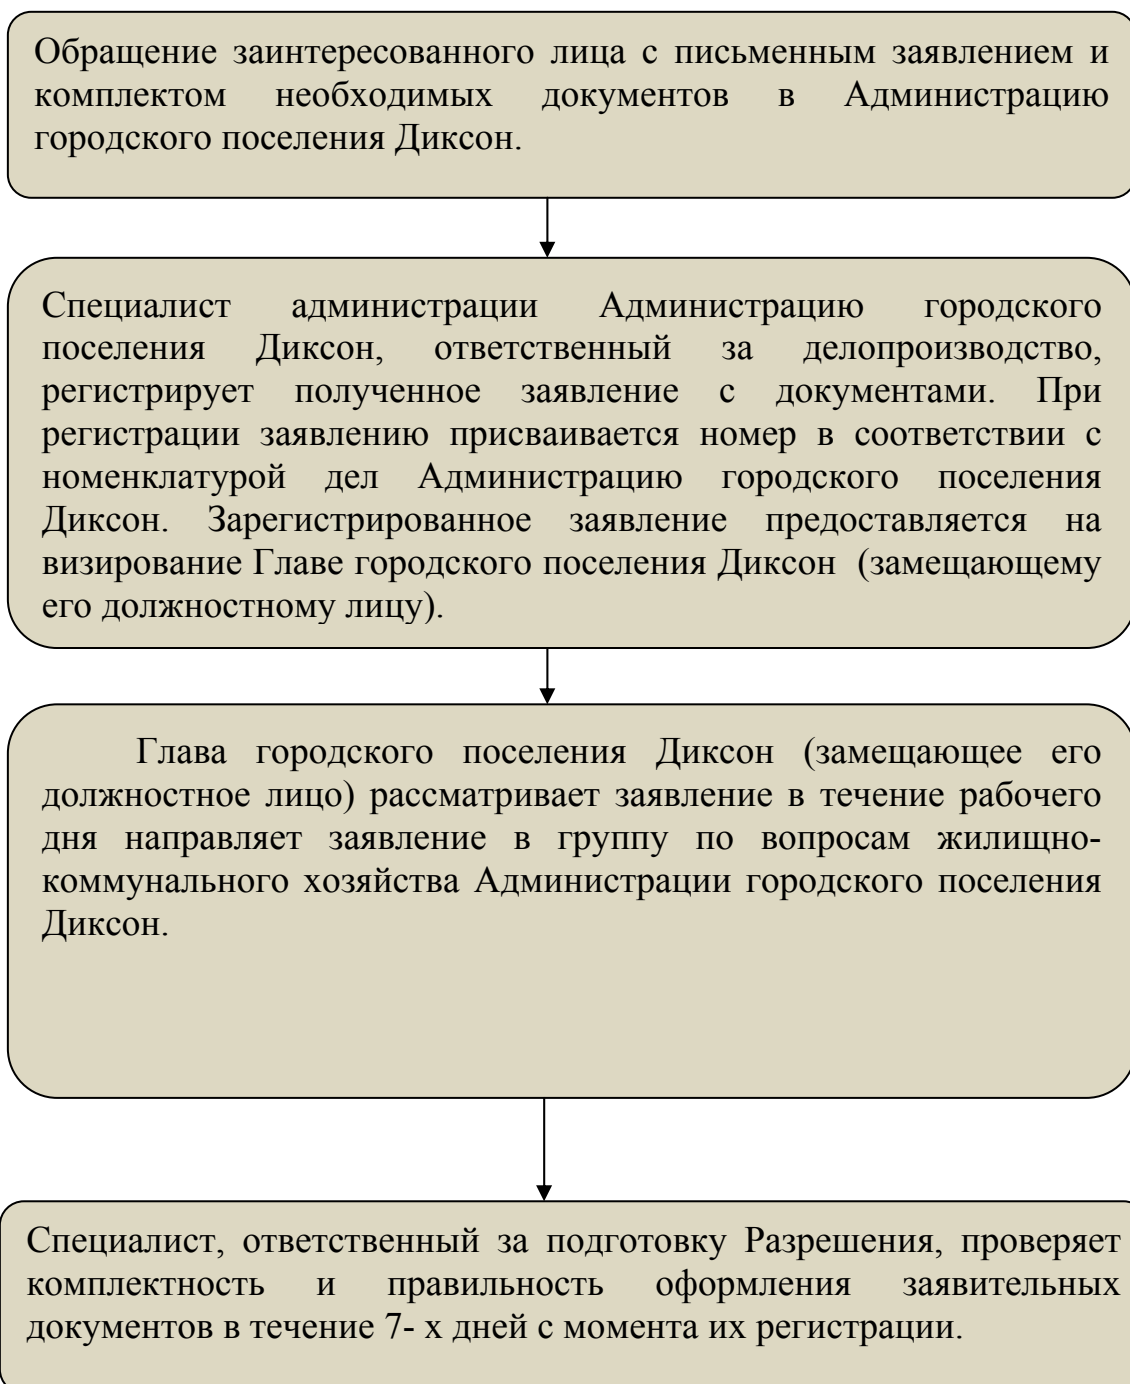 Обращение заинтересованного лица с письменным заявлением и
комплектом необходимых документов в Администрацию
городского поселения Диксон.
Специалист администрации Администрацию городского
поселения Диксон, ответственный за делопроизводство,
регистрирует полученное заявление с документами. При
регистрации заявлению присваивается номер в соответствии с
номенклатурой дел Администрацию городского поселения
Диксон. Зарегистрированное заявление предоставляется на
визирование Главе городского поселения Диксон (замещающему
его должностному лицу).
Глава городского поселения Диксон (замещающее его
должностное лицо) рассматривает заявление в течение рабочего
дня направляет заявление в группу по вопросам жилищно-
коммунального хозяйства Администрации городского поселения
Диксон.
Специалист, ответственный за подготовку Разрешения, проверяет
комплектность и правильность оформления заявительных
документов в течение 7- х дней с момента их регистрации.